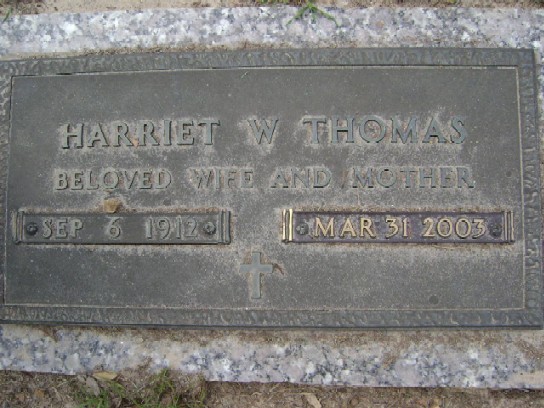 HARRIET W THOMAS
BELOVED WIFE AND MOTHER
SEP 6 1912 MAR 31 2003